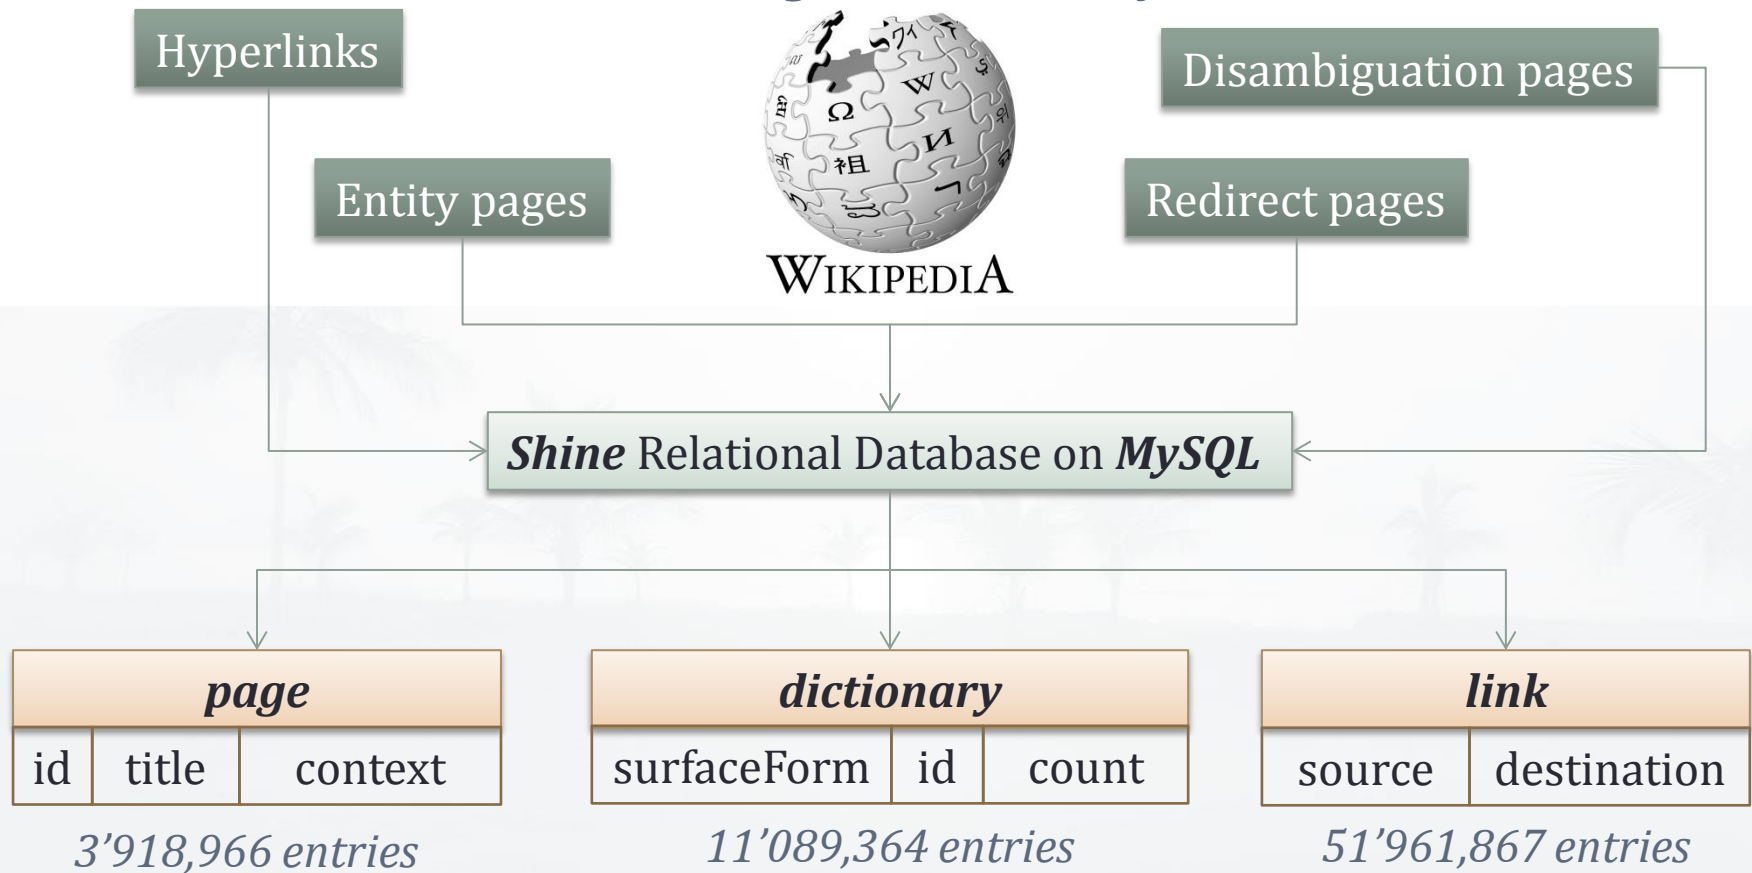 Hyperlinks
Disambiguation pages
Entity pages
Redirect pages
Ω
W
И
祖
WIKIPEDIA
Shine Relational Database on MySQL
page
dictionary
link
id title context
surfaceForm id count
source destination
3’918,966 entries
11’089,364 entries
51’961,867 entries